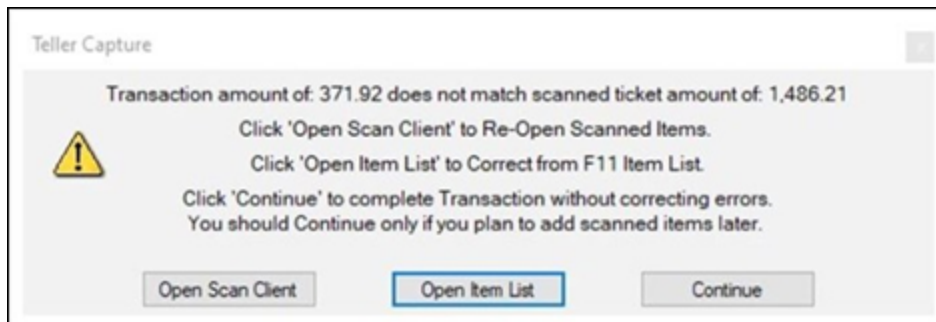 Teller Capture
Transaction amount of: 371.92 does not match scanned ticket amount of: 1,486.21
Click 'Open Scan Client' to Re-Open Scanned Items.
Click 'Open Item List' to Correct from F11 Item List.
Click 'Continue' to complete Transaction without correcting errors.
You should Continue only if you plan to add scanned items later.
Open Scan Client
Open Item List
Continue